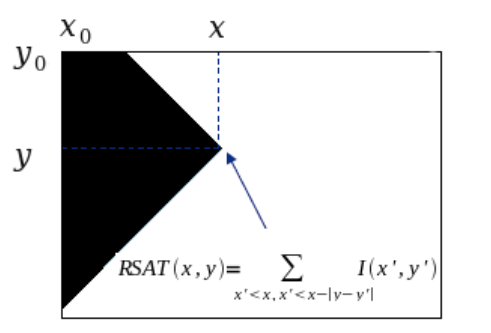 x₀ x
y₀
y
RSAT(x,y)= ∑ I(x',y')
x'<x,x'<x−|y−y'|